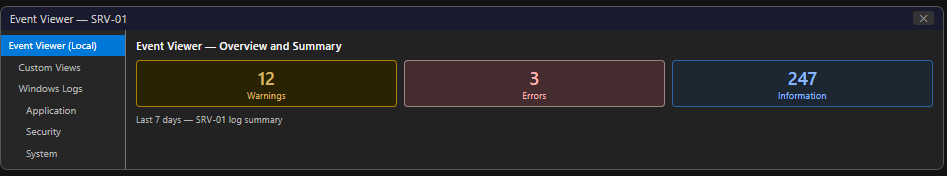 Event Viewer — SRV-01
Event Viewer (Local)
Custom Views
Windows Logs
Application
Security
System
Event Viewer — Overview and Summary
12
Warnings
3
Errors
247
Information
Last 7 days — SRV-01 log summary